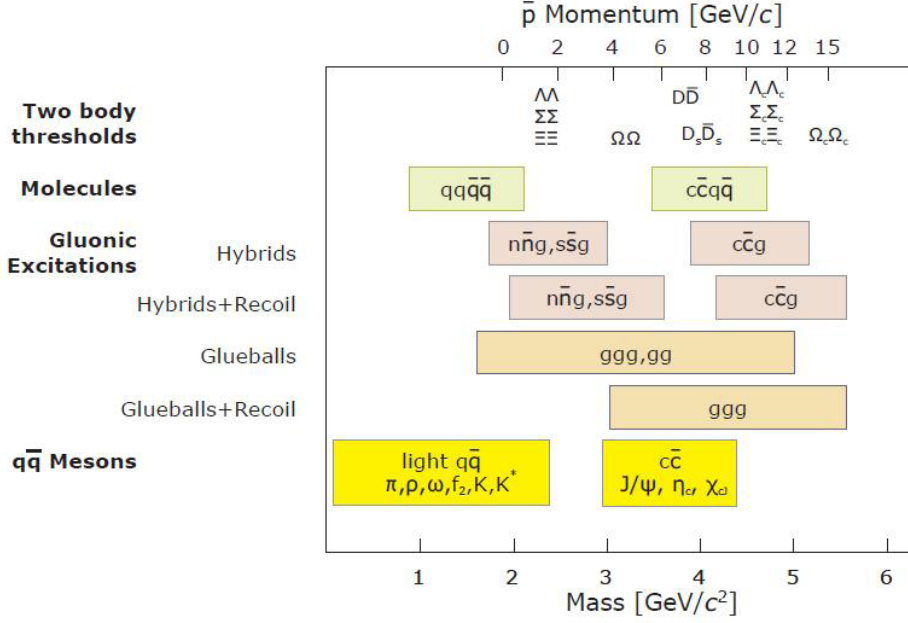 p̄ Momentum [GeV/c]
0 2 4 6 8 10 12 15
Two body thresholds
ΛΛ
ΣΣ
ΞΞ
ΩΩ
DD̄
DₛD̄ₛ
Λ꜀Λ꜀
Σ꜀Σ꜀
Ξ꜀Ξ꜀
Ω꜀Ω꜀
Molecules
qqq̄q̄
cc̄qq̄
Gluonic
Excitations
Hybrids
nn̄g,ss̄g
cc̄g
Hybrids+Recoil
nn̄g,ss̄g
cc̄g
Glueballs
ggg,gg
Glueballs+Recoil
ggg
qq̄ Mesons
light qq̄
π,ρ,ω,f₂,K,K*
cc̄
J/ψ, η꜀, χ꜀ⱼ
1 2 3 4 5 6
Mass [GeV/c²]